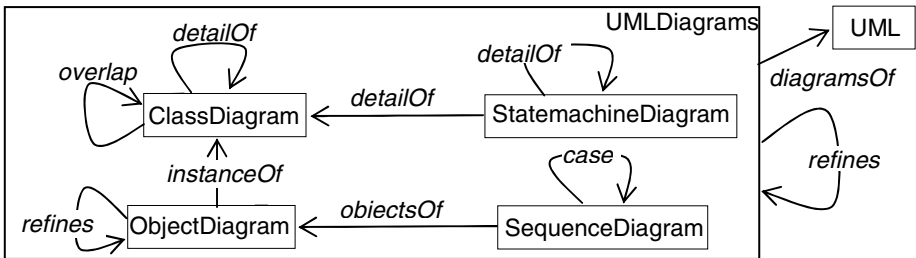 UMLDiagrams
UML
detailOf
detailOf
overlap
diagramsOf
detailOf
ClassDiagram
StatemachineDiagram
case
refines
instanceOf
obiectsOf
refines
ObjectDiagram
SequenceDiagram